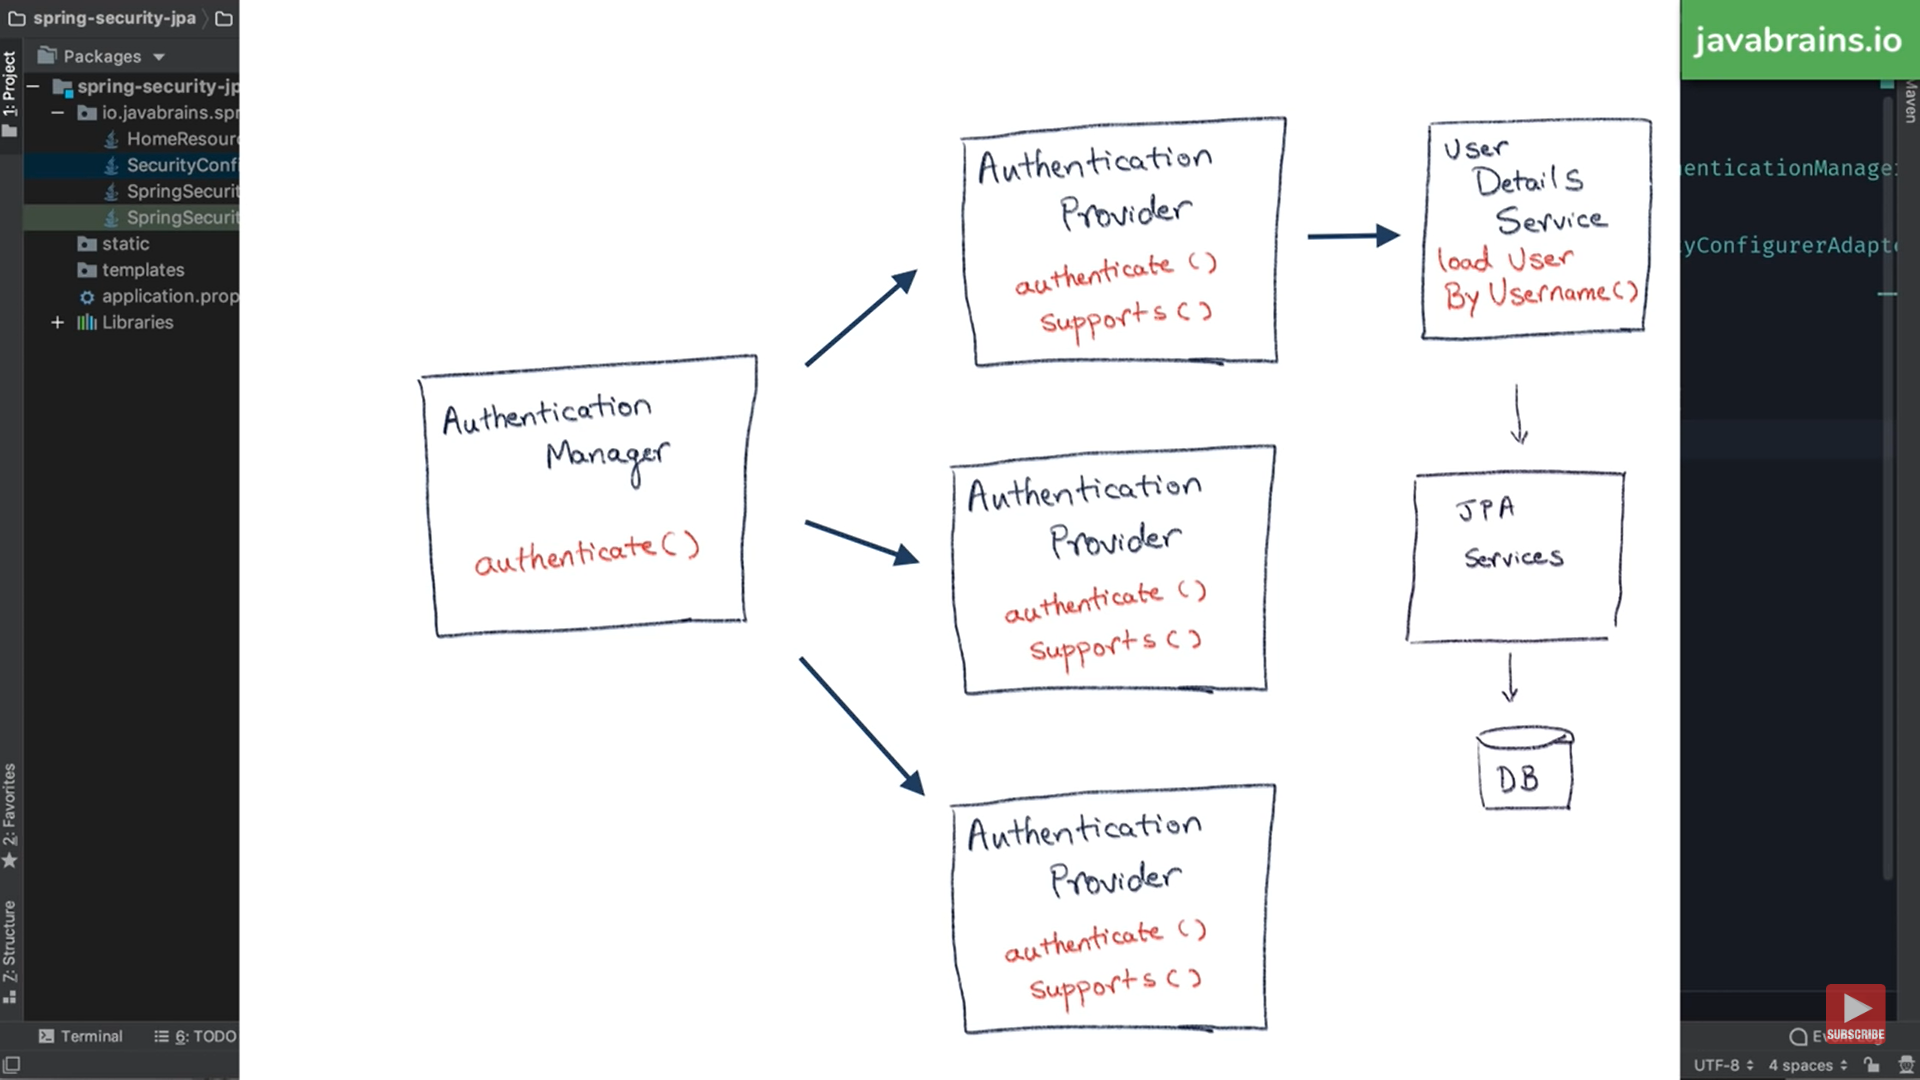 spring-security-jpa
1: Project
Packages
spring-security-jp
io.javabrains.spr
HomeResour
SecurityConfi
SpringSecurit
SpringSecurit
static
templates
application.prop
Libraries
2: Favorites
Z: Structure
Terminal
6: TODO
Authentication
Manager
authenticate()
Authentication
Provider
authenticate ()
supports ()
Authentication
Provider
authenticate ()
supports ()
Authentication
Provider
authenticate ()
supports ()
User
Details
Service
load User
By Username()
JPA
Services
DB
javabrains.io
Maven
enticationManage
yConfigurerAdapte
SUBSCRIBE
UTF-8
4 spaces